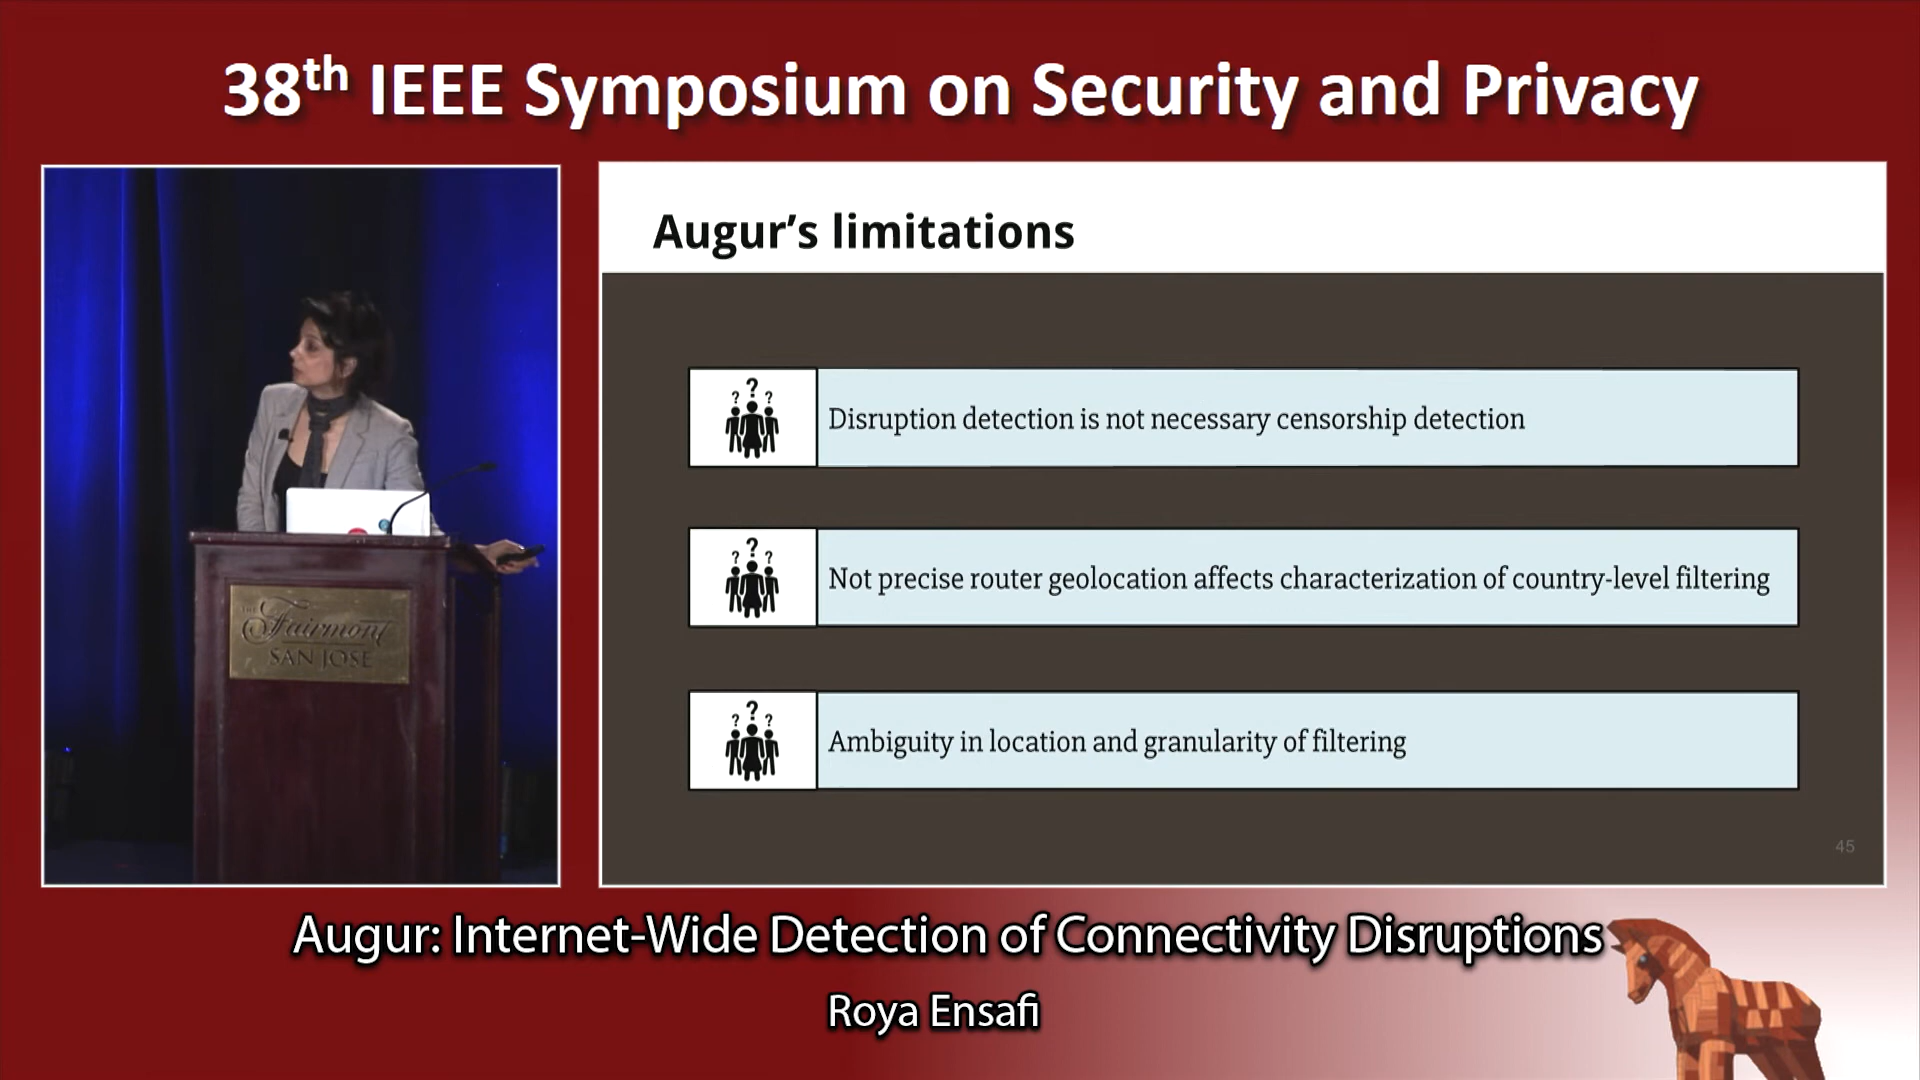 38th IEEE Symposium on Security and Privacy
Augur's limitations
? ? ?
Disruption detection is not necessary censorship detection
? ? ?
Not precise router geolocation affects characterization of country-level filtering
? ? ?
Ambiguity in location and granularity of filtering
45
THE
Fairmont
SAN JOSE
Augur: Internet-Wide Detection of Connectivity Disruptions
Roya Ensafi